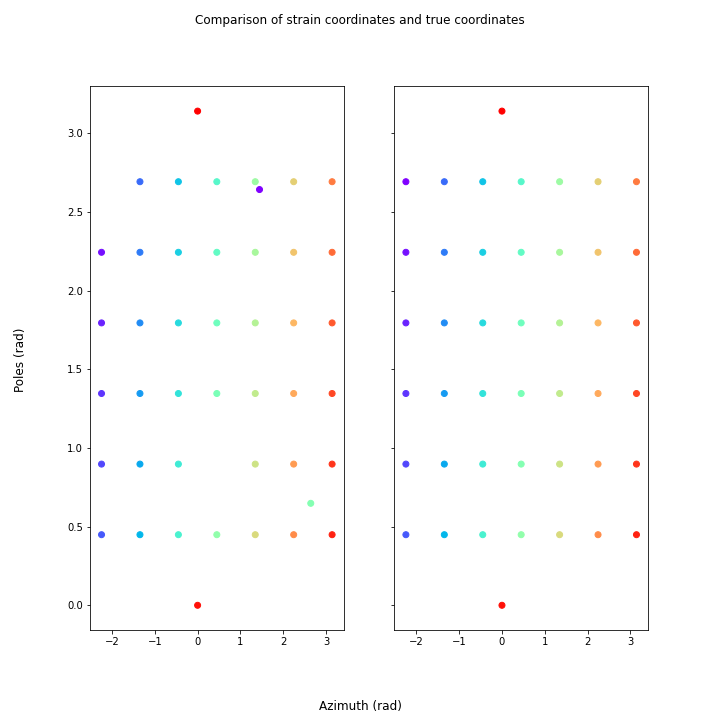 Comparison of strain coordinates and true coordinates
3.0
2.5
2.0
1.5
1.0
0.5
0.0
Poles (rad)
−2 −1 0 1 2 3
−2 −1 0 1 2 3
Azimuth (rad)